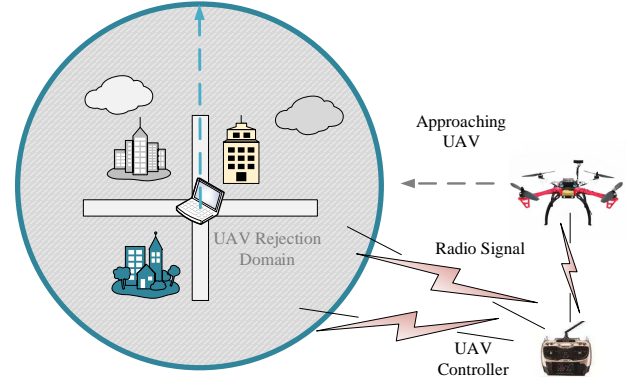 Approaching
UAV
UAV Rejection
Domain
Radio Signal
UAV
Controller